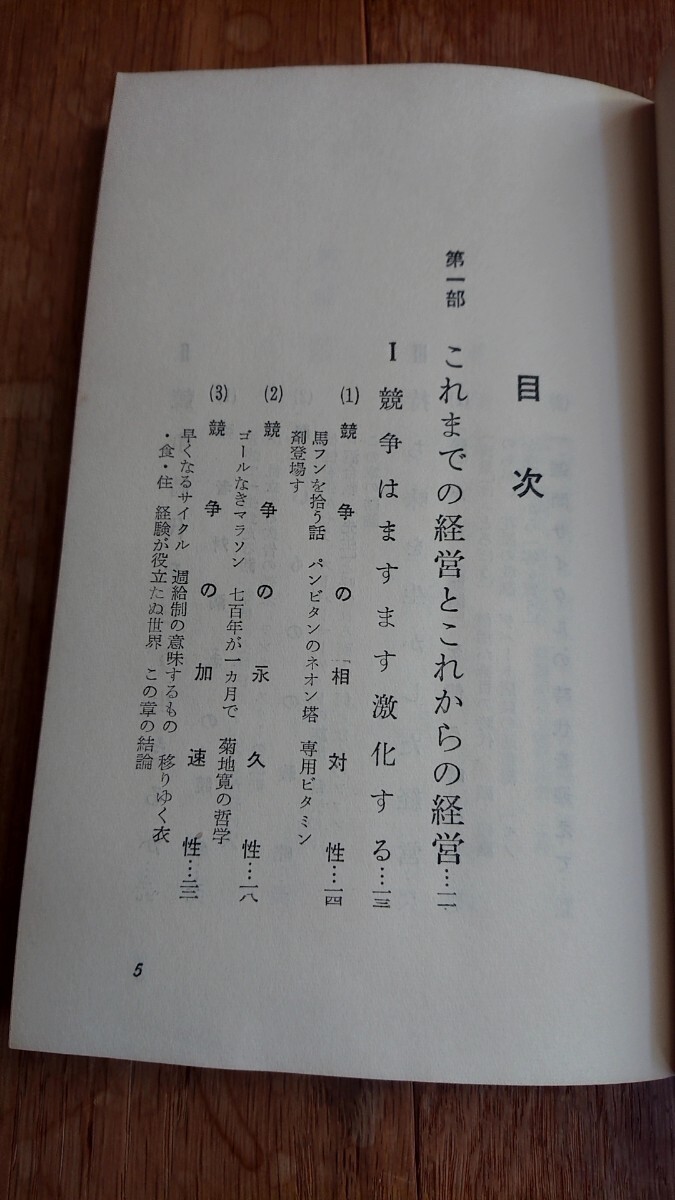 目次
第一部 これまでの経営とこれからの経営…一一
Ⅰ 競争はますます激化する…一三
(1) 競争の相対性…一四
馬フンを拾う話 パンビタンのネオン塔 専用ビタミン
剤登場す
(2) 競争の永久性…一八
ゴールなきマラソン 七百年が一カ月で 菊地寛の哲学
(3) 競争の加速性…二二
早くなるサイクル 週給制の意味するもの 移りゆく衣
・食・住 経験が役立たぬ世界 この章の結論
5